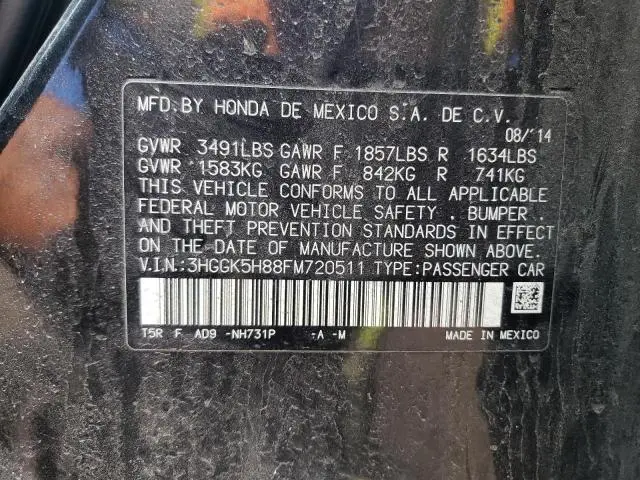 MFD. BY HONDA DE MEXICO S.A. DE C.V.
08/'14
GVWR 3491LBS GAWR F 1857LBS R 1634LBS
GVWR 1583KG GAWR F 842KG R 741KG
THIS VEHICLE CONFORMS TO ALL APPLICABLE
FEDERAL MOTOR VEHICLE SAFETY . BUMPER .
AND THEFT PREVENTION STANDARDS IN EFFECT
ON THE DATE OF MANUFACTURE SHOWN ABOVE.
V.I.N.:3HGGK5H88FM720511 TYPE:PASSENGER CAR
T5R F AD9 -NH731P -A -M MADE IN MEXICO